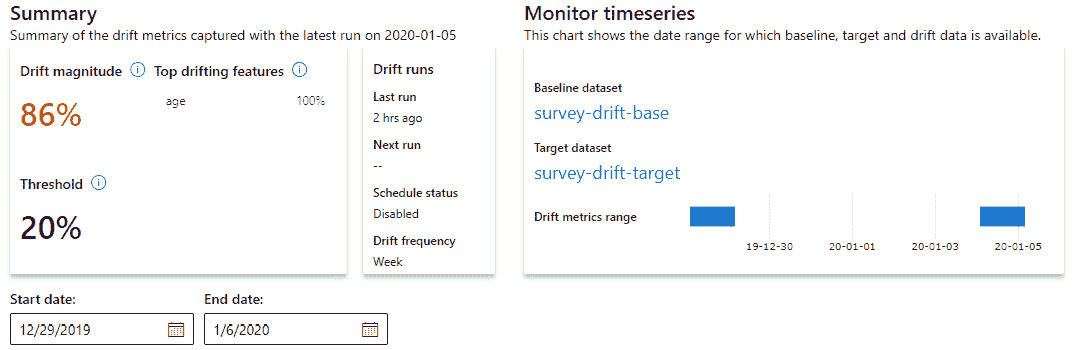 Summary
Summary of the drift metrics captured with the latest run on 2020-01-05
Drift magnitude
Top drifting features
86%
age 100%
Threshold
20%
Drift runs
Last run
2 hrs ago
Next run
--
Schedule status
Disabled
Drift frequency
Week
Monitor timeseries
This chart shows the date range for which baseline, target and drift data is available.
Baseline dataset
survey-drift-base
Target dataset
survey-drift-target
Drift metrics range
19-12-30 20-01-01 20-01-03 20-01-05
Start date: End date:
12/29/2019 1/6/2020